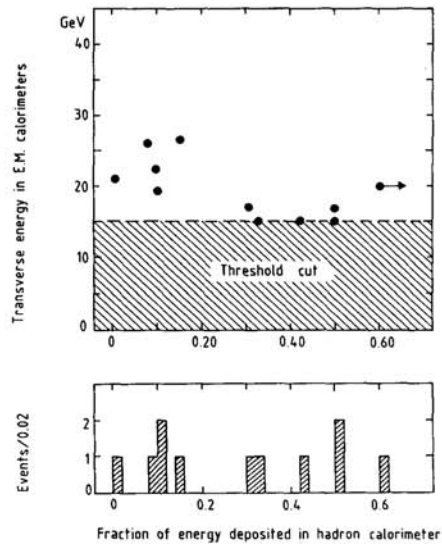 GeV
40
30
20
10
0
Transverse energy in E.M. calorimeters
Threshold cut
0 0.20 0.40 0.60
2
1
0
Events/0.02
0 0.2 0.4 0.6
Fraction of energy deposited in hadron calorimeter